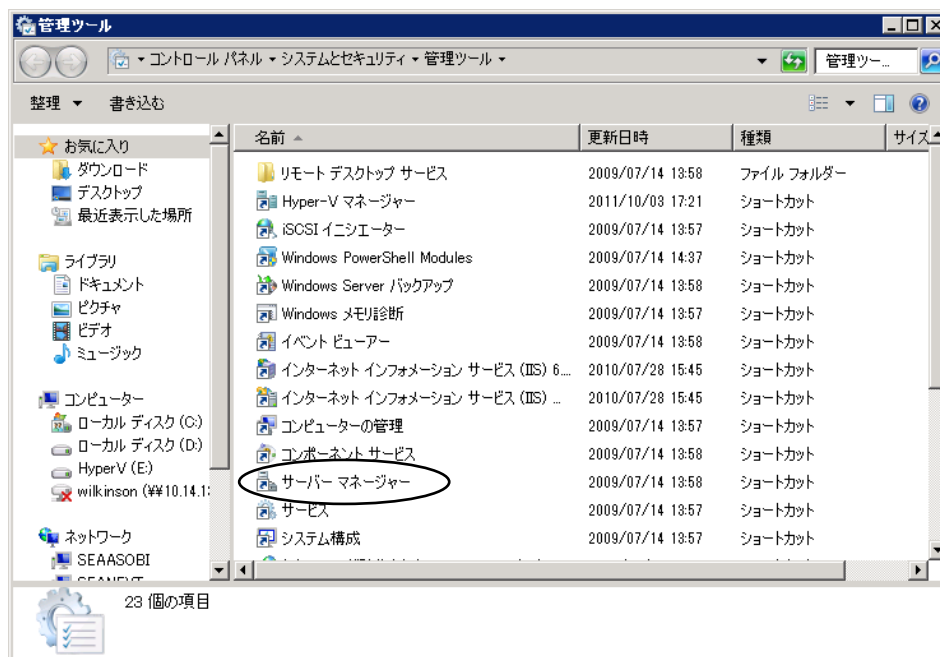 管理ツール
コントロール パネル ▾ システムとセキュリティ ▾ 管理ツール ▾
管理ツー...
整理 ▼ 書き込む
名前 更新日時 種類 サイズ
お気に入り
ダウンロード
デスクトップ
最近表示した場所
ライブラリ
ドキュメント
ピクチャ
ビデオ
ミュージック
コンピューター
ローカル ディスク (C:)
ローカル ディスク (D:)
HyperV (E:)
wilkinson (¥¥10.14.1
ネットワーク
SEAASOBI
リモート デスクトップ サービス 2009/07/14 13:58 ファイル フォルダー
Hyper-V マネージャー 2011/10/03 17:21 ショートカット
iSCSI イニシエーター 2009/07/14 13:57 ショートカット
Windows PowerShell Modules 2009/07/14 14:37 ショートカット
Windows Server バックアップ 2009/07/14 13:58 ショートカット
Windows メモリ診断 2009/07/14 13:57 ショートカット
イベント ビューアー 2009/07/14 13:58 ショートカット
インターネット インフォメーション サービス (IIS) 6... 2010/07/28 15:45 ショートカット
インターネット インフォメーション サービス (IIS) ... 2010/07/28 15:45 ショートカット
コンピューターの管理 2009/07/14 13:57 ショートカット
コンポーネント サービス 2009/07/14 13:58 ショートカット
サーバー マネージャー 2009/07/14 13:58 ショートカット
サービス 2009/07/14 13:57 ショートカット
システム構成 2009/07/14 13:57 ショートカット
23 個の項目